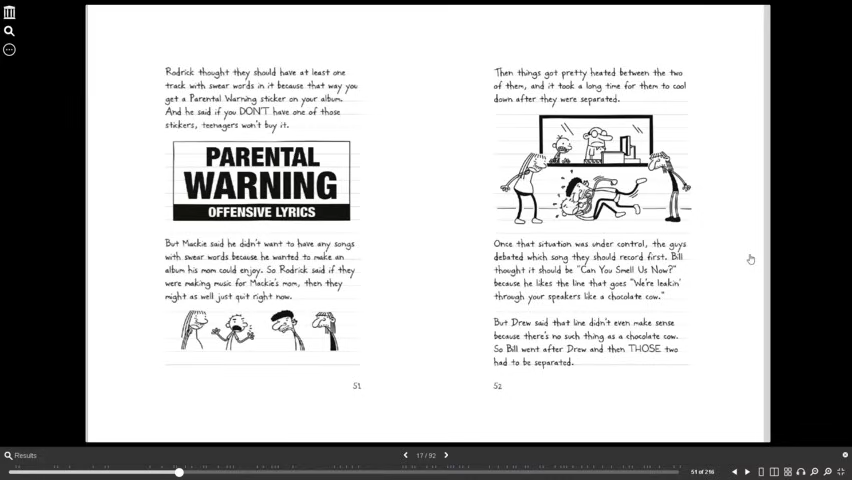 Rodrick thought they should have at least one
track with swear words in it because that way you
get a Parental Warning sticker on your album.
And he said if you DON'T have one of those
stickers, teenagers won't buy it.
PARENTAL
WARNING
OFFENSIVE LYRICS
But Mackie said he didn't want to have any songs
with swear words because he wanted to make an
album his mom could enjoy. So Rodrick said if they
were making music for Mackie's mom, then they
might as well just quit right now.
51
Then things got pretty heated between the two
of them, and it took a long time for them to cool
down after they were separated.
Once that situation was under control, the guys
debated which song they should record first. Bill
thought it should be "Can You Smell Us Now?"
because he likes the line that goes "We're leakin'
through your speakers like a chocolate cow."
But Drew said that line didn't even make sense
because there's no such thing as a chocolate cow.
So Bill went after Drew and then THOSE two
had to be separated.
52
Results
17 / 92
51 of 216